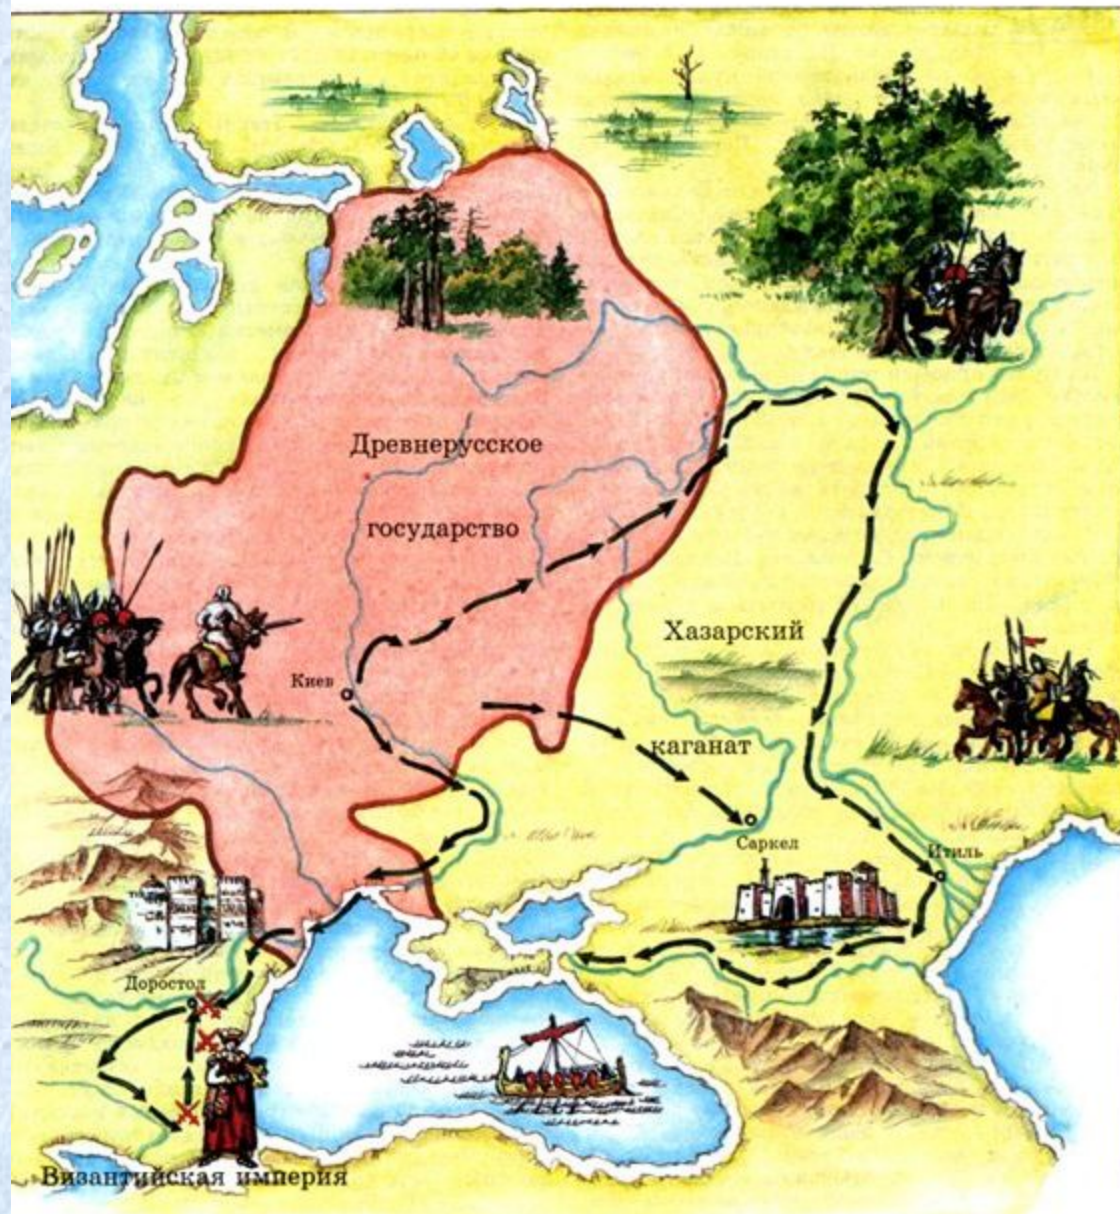 Древнерусское
государство
Хазарский
Киев
каганат
Саркел
Итиль
Доростол
Византийская империя